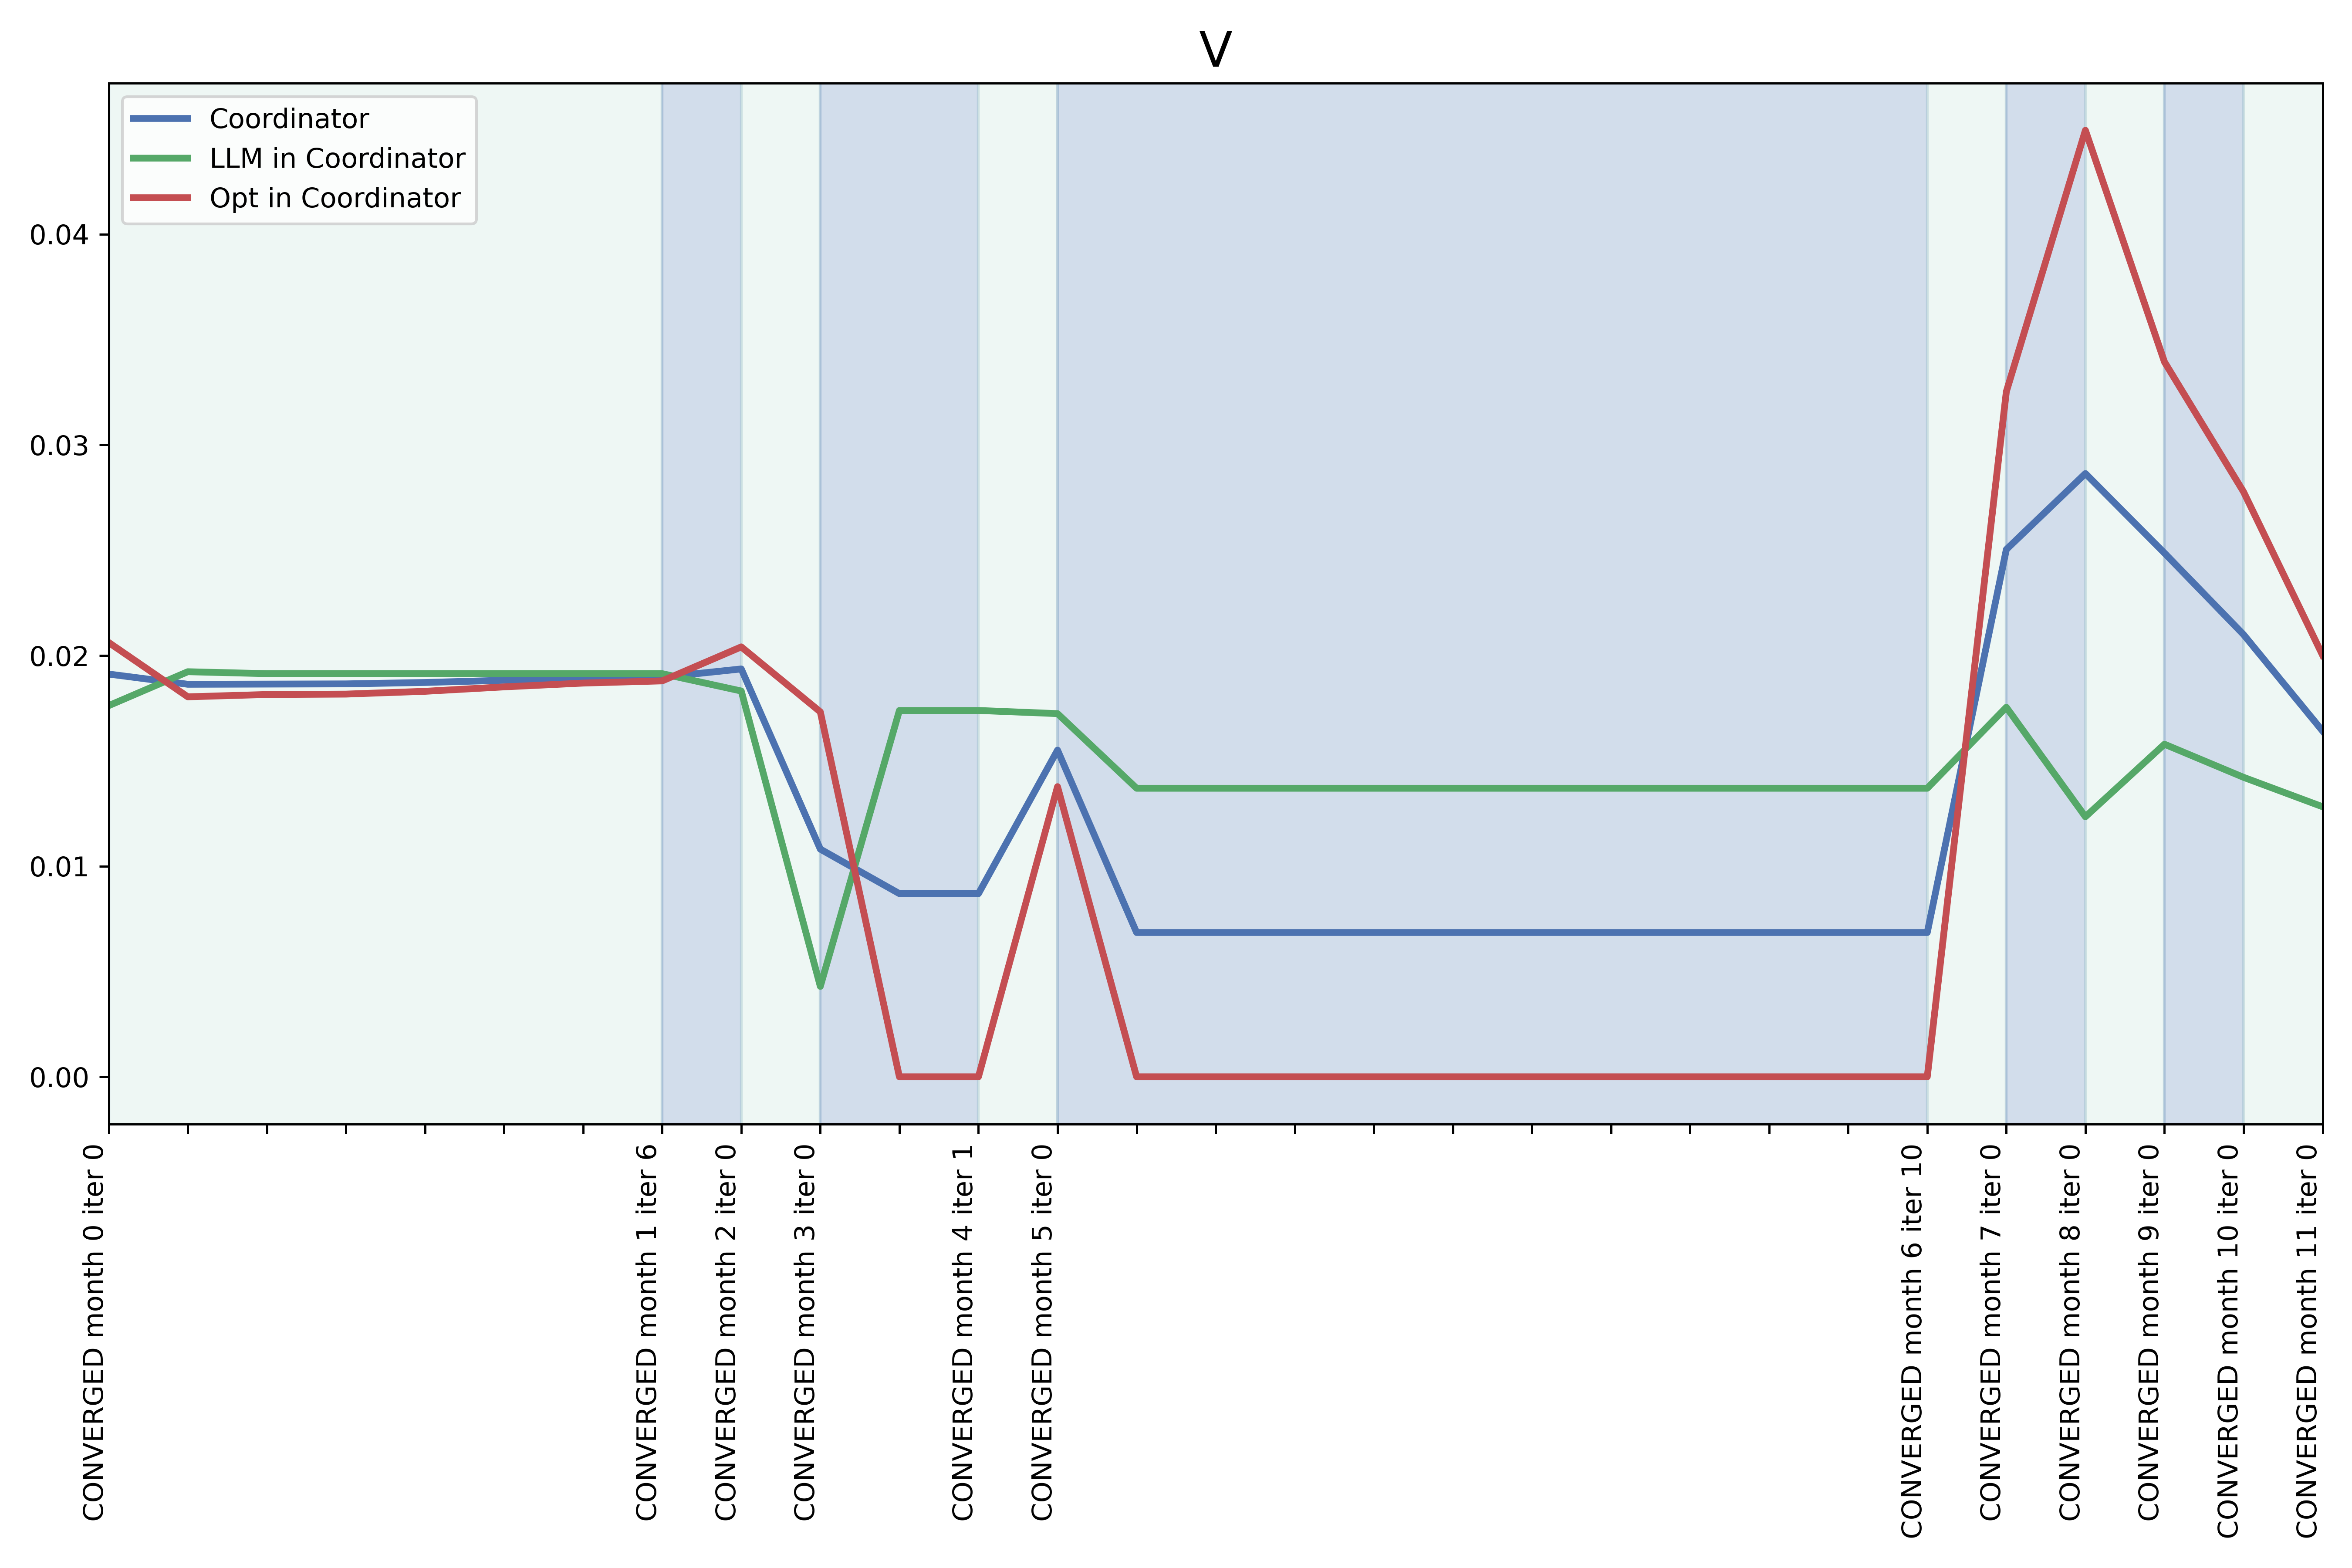 V
Coordinator
LLM in Coordinator
Opt in Coordinator
0.04
0.03
0.02
0.01
0.00
CONVERGED month 0 iter 0
CONVERGED month 1 iter 6
CONVERGED month 2 iter 0
CONVERGED month 3 iter 0
CONVERGED month 4 iter 1
CONVERGED month 5 iter 0
CONVERGED month 6 iter 10
CONVERGED month 7 iter 0
CONVERGED month 8 iter 0
CONVERGED month 9 iter 0
CONVERGED month 10 iter 0
CONVERGED month 11 iter 0